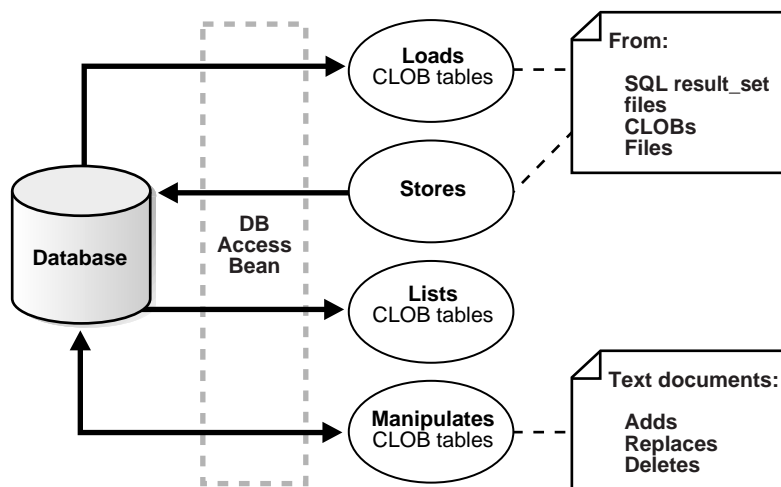 Loads
CLOB tables
From:
SQL result_set
files
CLOBs
Files
Stores
Database
DB
Access
Bean
Lists
CLOB tables
Manipulates
CLOB tables
Text documents:
Adds
Replaces
Deletes